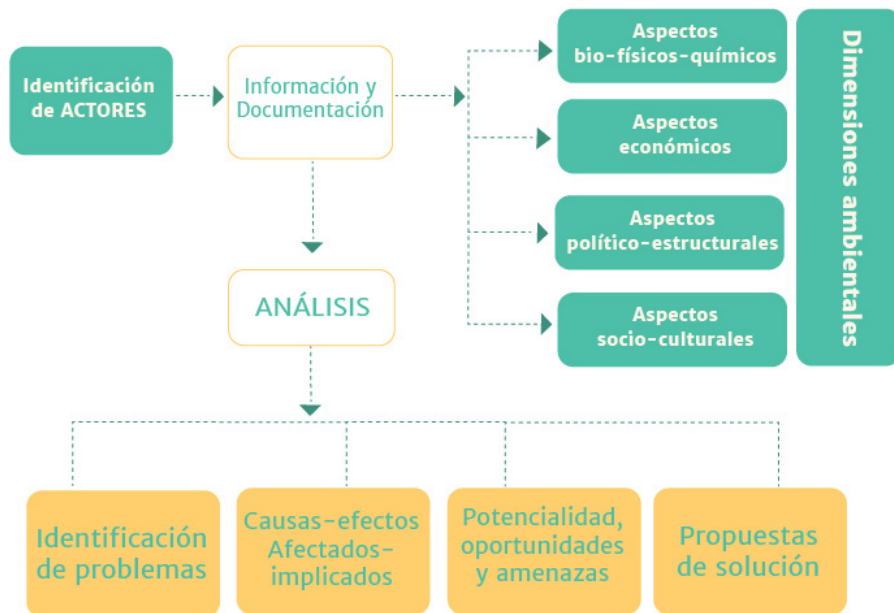 Identificación
de ACTORES
Información y
Documentación
Aspectos
bio-físicos-químicos
Aspectos
económicos
Aspectos
político-estructurales
Aspectos
socio-culturales
Dimensiones ambientales
ANÁLISIS
Identificación
de problemas
Causas-efectos
Afectados-
implicados
Potencialidad,
oportunidades
y amenazas
Propuestas
de solución